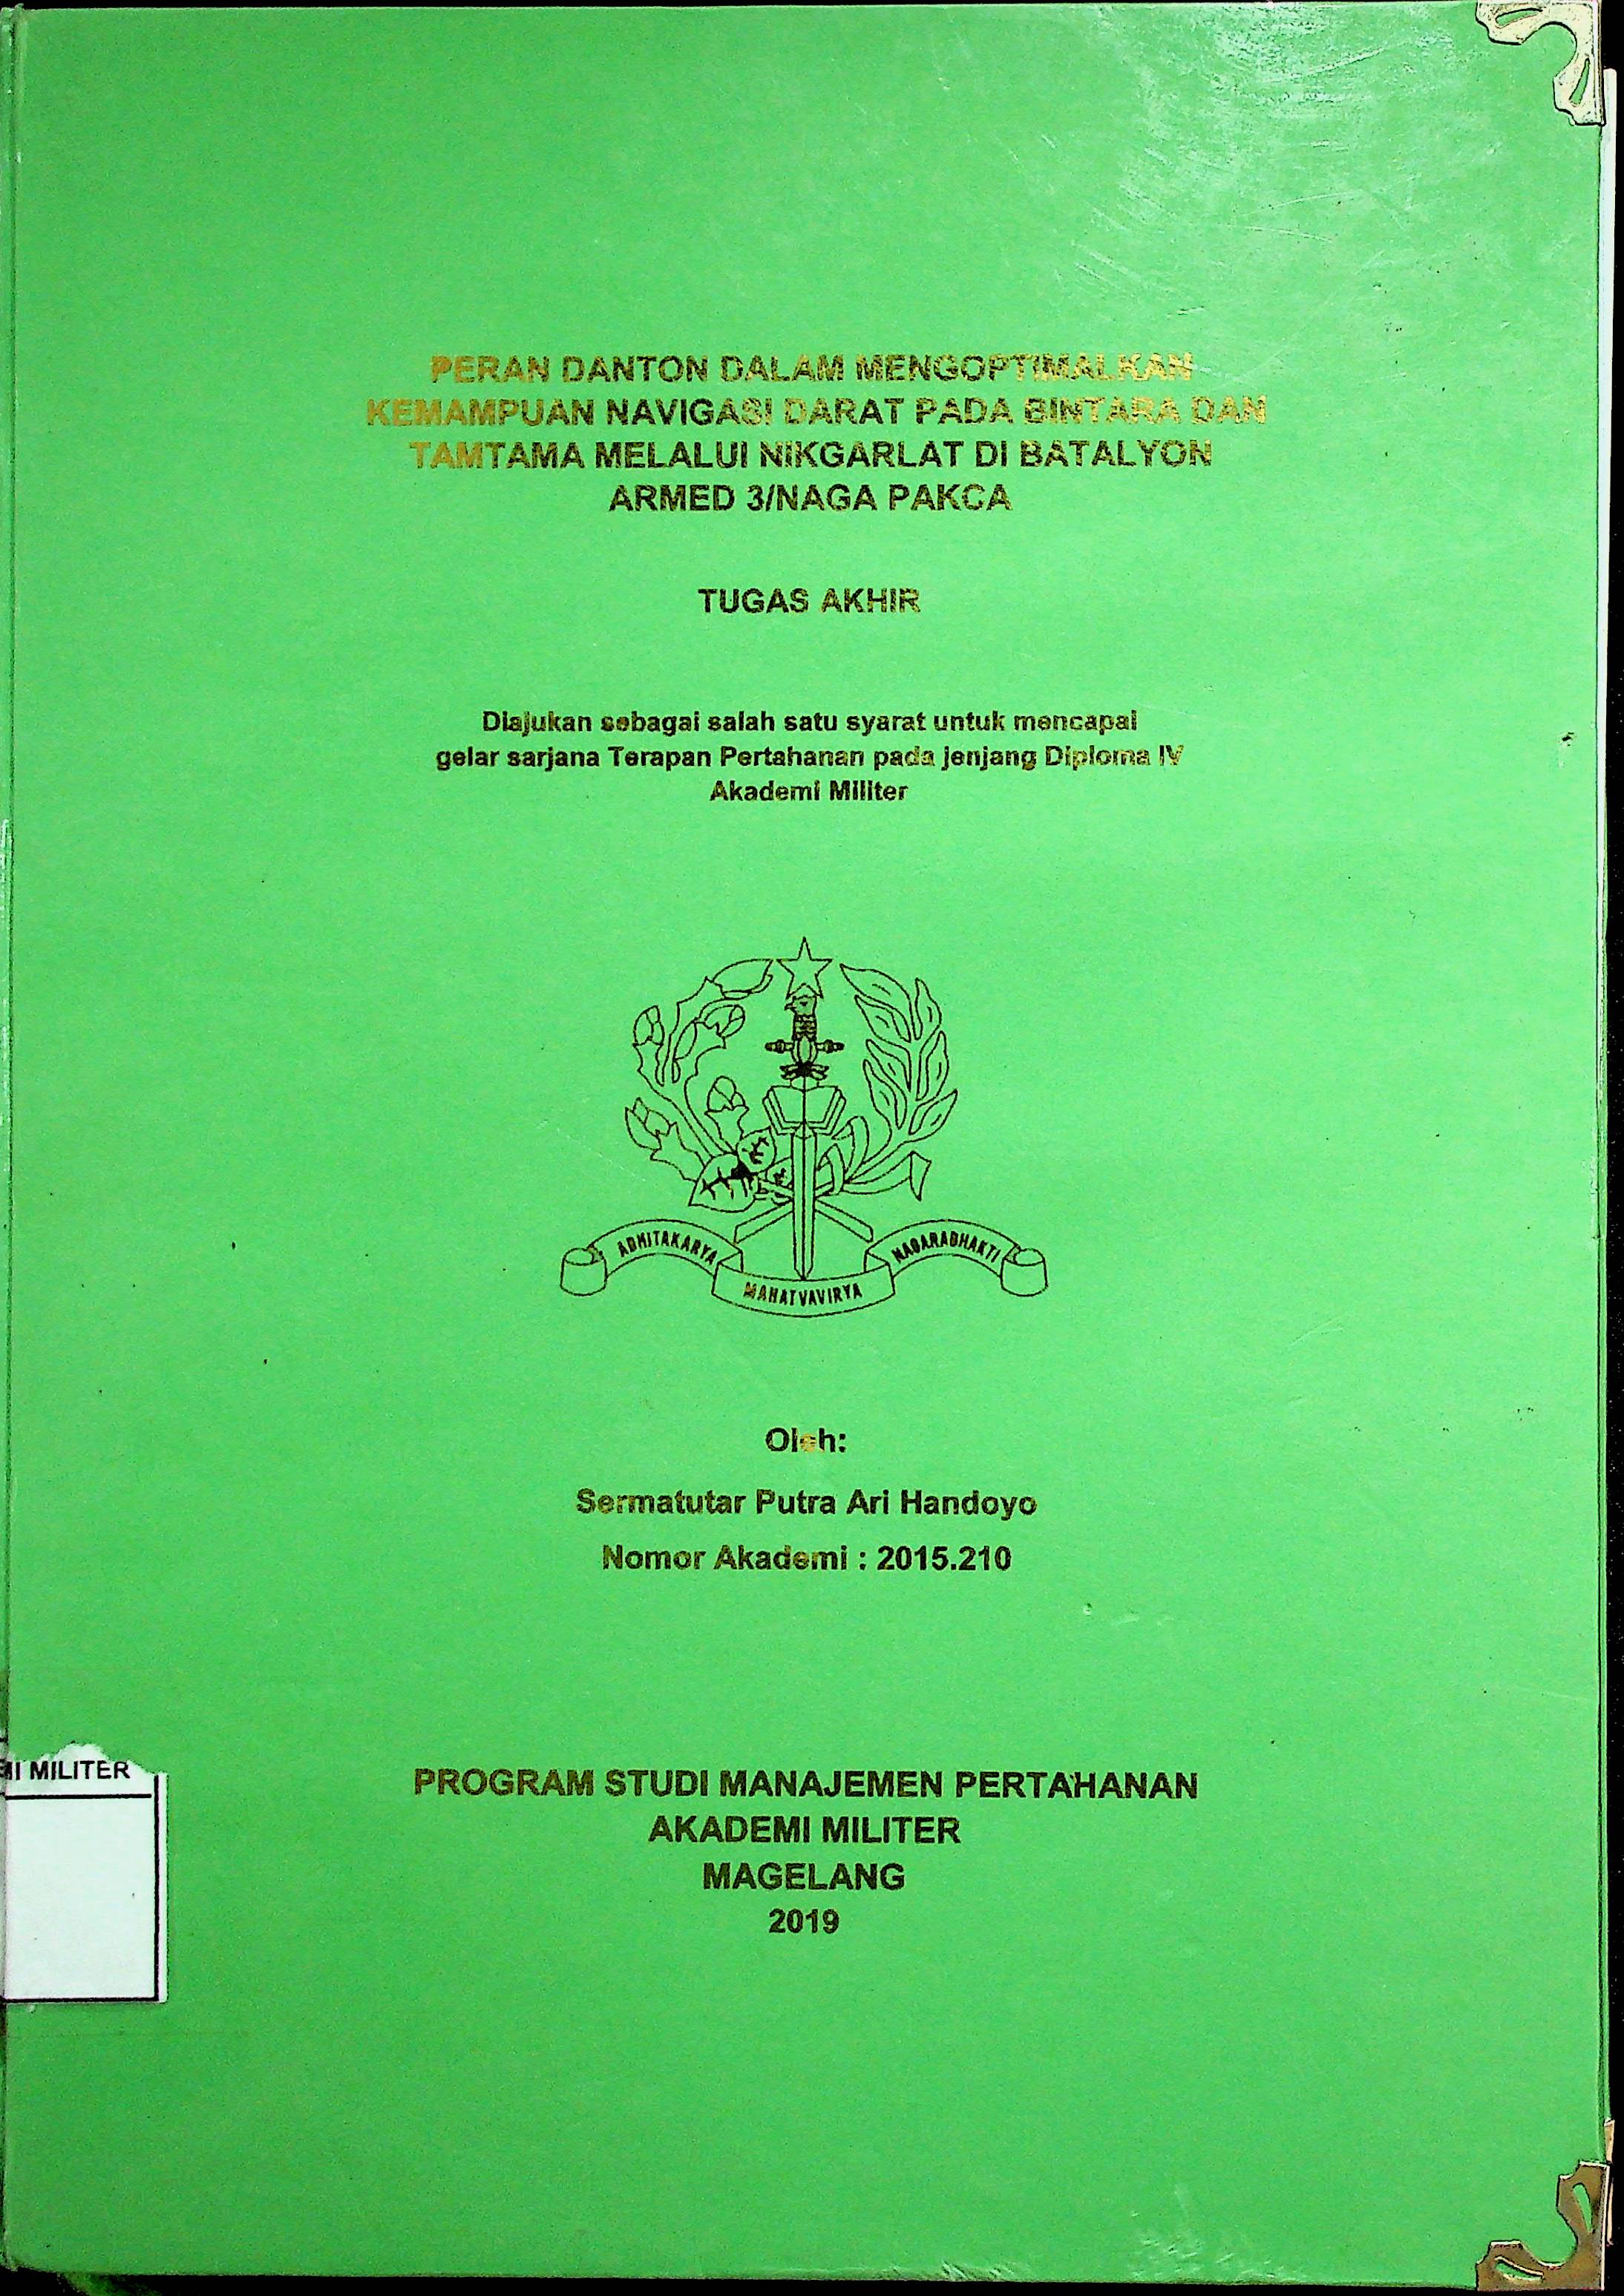 PERAN DANTON DALAM MENGOPTIMALKAN
KEMAMPUAN NAVIGASI DARAT PADA BINTARA DAN
TAMTAMA MELALUI NIKGARLAT DI BATALYON
ARMED 3/NAGA PAKCA
TUGAS AKHIR
Diajukan sebagai salah satu syarat untuk mencapai
gelar sarjana Terapan Pertahanan pada jenjang Diploma IV
Akademi Militer
ADHITAKARYA
MAHATVAVIRYA
NAGARABHAKTI
Oleh:
Sermatutar Putra Ari Handoyo
Nomor Akademi : 2015.210
MI MILITER
PROGRAM STUDI MANAJEMEN PERTAHANAN
AKADEMI MILITER
MAGELANG
2019